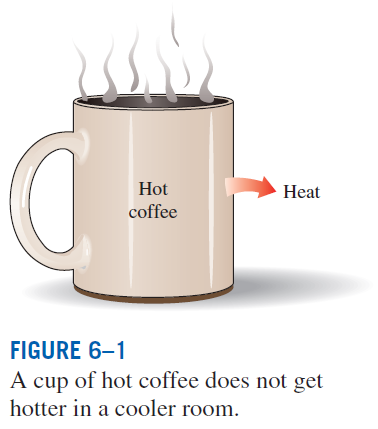 Hot
coffee
Heat
FIGURE 6–1
A cup of hot coffee does not get
hotter in a cooler room.